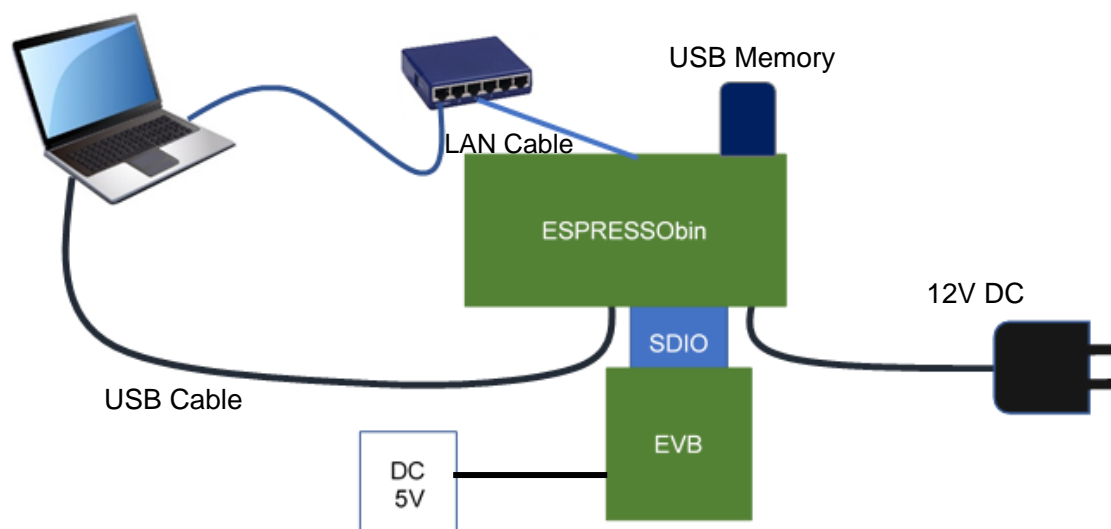 USB Memory
LAN Cable
ESPRESSObin
12V DC
SDIO
USB Cable
EVB
DC
5V